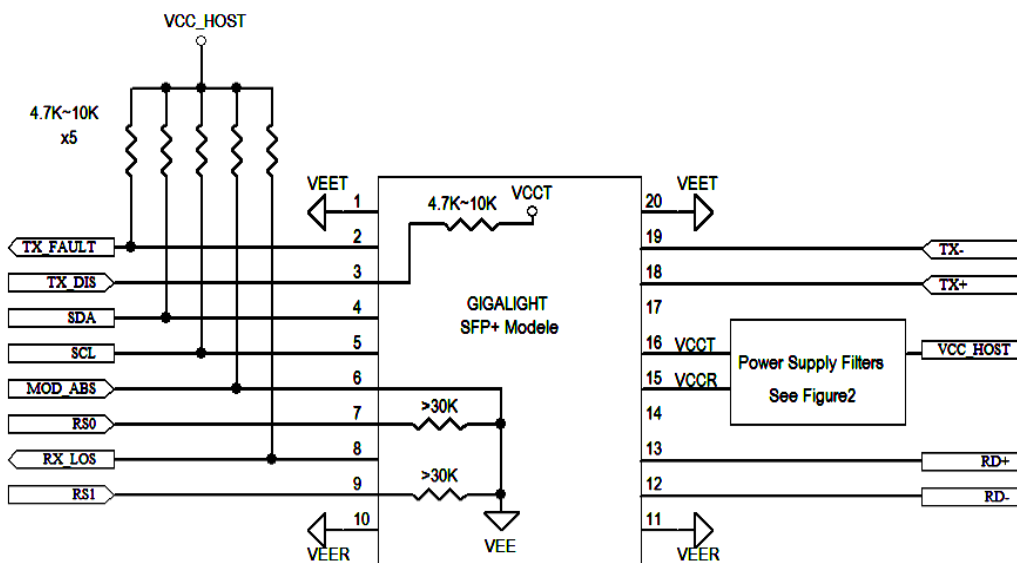 VCC_HOST
4.7K~10K
x5
VEET
1
2
3
4
5
6
7
8
9
10
VEER
TX_FAULT
TX_DIS
SDA
SCL
MOD_ABS
RS0
RX_LOS
RS1
4.7K~10K
VCCT
GIGALIGHT
SFP+ Modele
>30K
>30K
VEE
20
VEET
19
18
17
16
VCCT
15
VCCR
14
13
12
11
VEER
Power Supply Filters
See Figure2
TX-
TX+
VCC_HOST
RD+
RD-